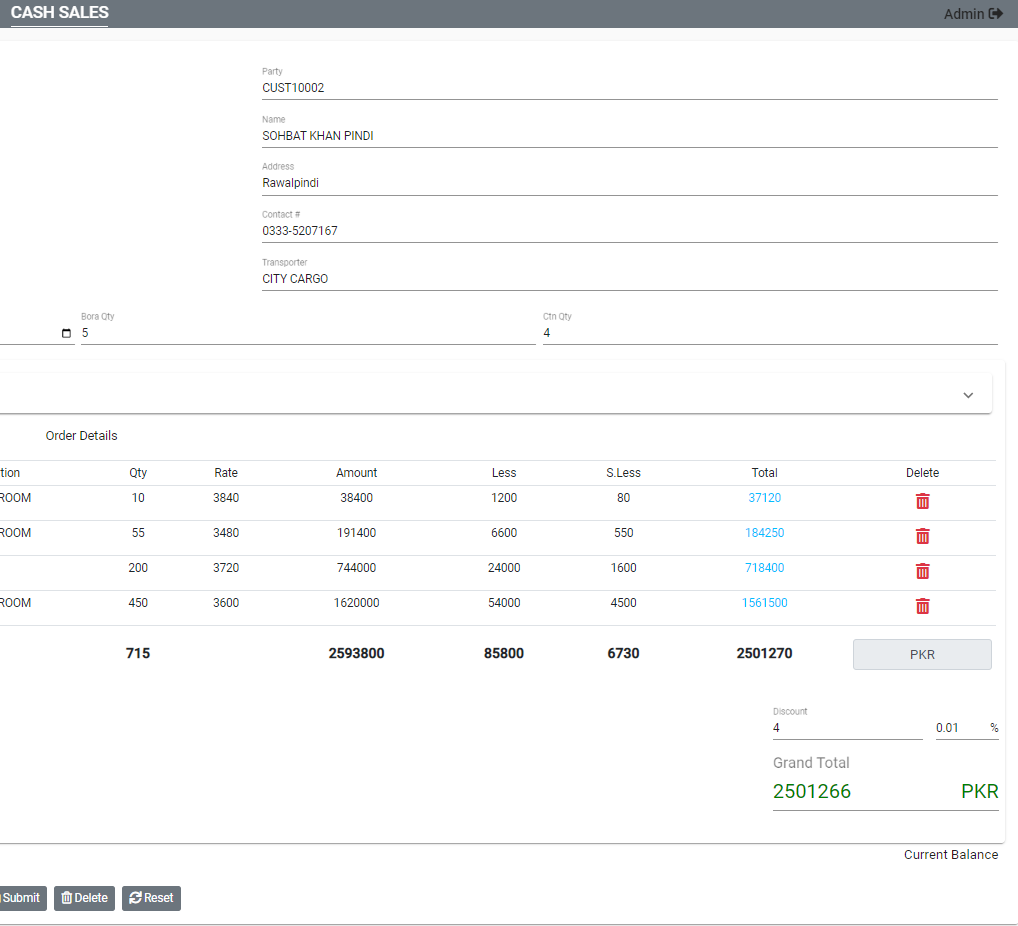 CASH SALES Admin
Party
CUST10002
Name
SOHBAT KHAN PINDI
Address
Rawalpindi
Contact #
0333-5207167
Transporter
CITY CARGO
Bora Qty Ctn Qty
5 4
Order Details
tion Qty Rate Amount Less S.Less Total Delete
ROOM 10 3840 38400 1200 80 37120
ROOM 55 3480 191400 6600 550 184250
200 3720 744000 24000 1600 718400
ROOM 450 3600 1620000 54000 4500 1561500
715 2593800 85800 6730 2501270 PKR
Discount
4 0.01 %
Grand Total
2501266 PKR
Current Balance
Submit Delete Reset